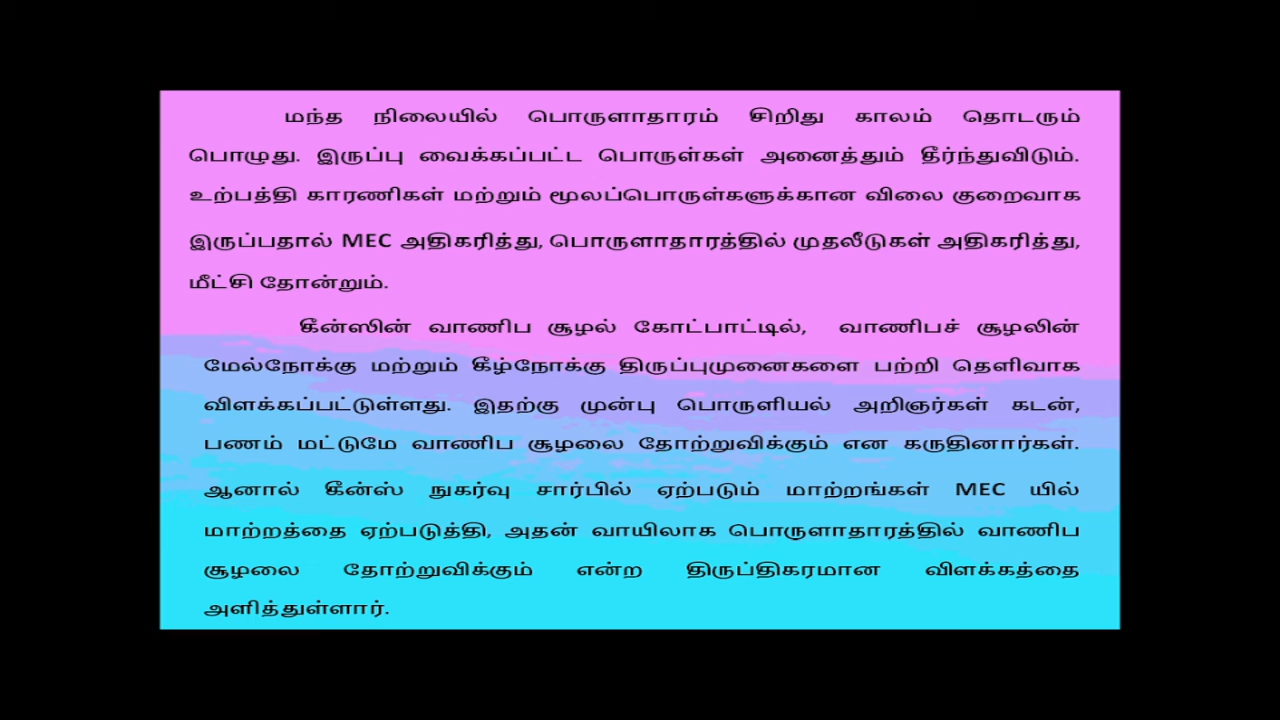 மந்த நிலையில் பொருளாதாரம் சிறிது காலம் தொடரும்
பொழுது. இருப்பு வைக்கப்பட்ட பொருள்கள் அனைத்தும் தீர்ந்துவிடும்.
உற்பத்தி காரணிகள் மற்றும் மூலப்பொருள்களுக்கான விலை குறைவாக
இருப்பதால் MEC அதிகரித்து, பொருளாதாரத்தில் முதலீடுகள் அதிகரித்து,
மீட்சி தோன்றும்.
கீன்ஸின் வாணிப சூழல் கோட்பாட்டில், வாணிபச் சூழலின்
மேல்நோக்கு மற்றும் கீழ்நோக்கு திருப்புமுனைகளை பற்றி தெளிவாக
விளக்கப்பட்டுள்ளது. இதற்கு முன்பு பொருளியல் அறிஞர்கள் கடன்,
பணம் மட்டுமே வாணிப சூழலை தோற்றுவிக்கும் என கருதினார்கள்.
ஆனால் கீன்ஸ் நுகர்வு சார்பில் ஏற்படும் மாற்றங்கள் MEC யில்
மாற்றத்தை ஏற்படுத்தி, அதன் வாயிலாக பொருளாதாரத்தில் வாணிப
சூழலை தோற்றுவிக்கும் என்ற திருப்திகரமான விளக்கத்தை
அளித்துள்ளார்.